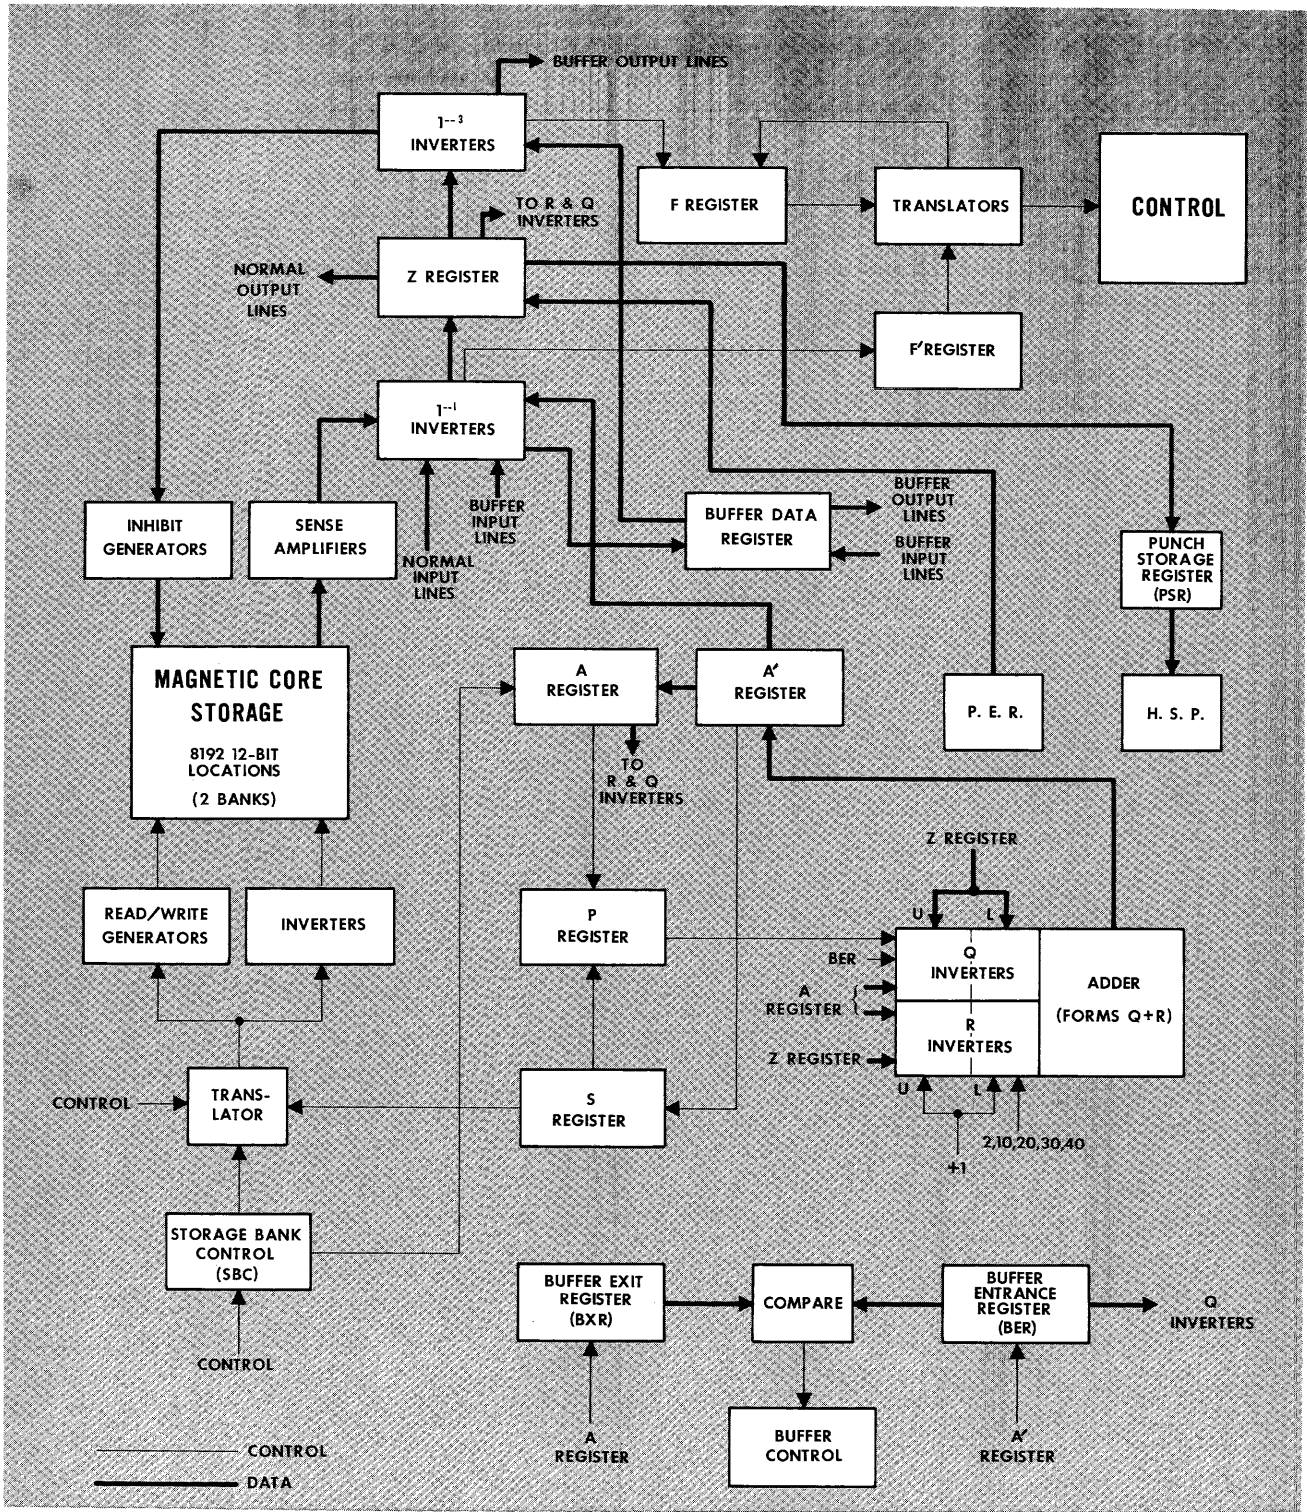 BUFFER OUTPUT LINES
1--3
INVERTERS
F REGISTER
TRANSLATORS
CONTROL
TO R & Q
INVERTERS
Z REGISTER
NORMAL
OUTPUT
LINES
F' REGISTER
1--1
INVERTERS
BUFFER
INPUT
LINES
NORMAL
INPUT
LINES
INHIBIT
GENERATORS
SENSE
AMPLIFIERS
BUFFER DATA
REGISTER
BUFFER
OUTPUT
LINES
BUFFER
INPUT
LINES
PUNCH
STORAGE
REGISTER
(PSR)
MAGNETIC CORE
STORAGE
8192 12-BIT
LOCATIONS
(2 BANKS)
A
REGISTER
A'
REGISTER
P. E. R.
H. S. P.
TO
R & Q
INVERTERS
Z REGISTER
U
L
READ/WRITE
GENERATORS
INVERTERS
P
REGISTER
BER
A
REGISTER {
Z REGISTER
Q
INVERTERS
R
INVERTERS
ADDER
(FORMS Q+R)
U
L
+1
2,10,20,30,40
CONTROL
TRANS-
LATOR
S
REGISTER
STORAGE BANK
CONTROL
(SBC)
CONTROL
BUFFER EXIT
REGISTER
(BXR)
COMPARE
BUFFER
ENTRANCE
REGISTER
(BER)
Q
INVERTERS
A
REGISTER
BUFFER
CONTROL
A'
REGISTER
CONTROL
DATA